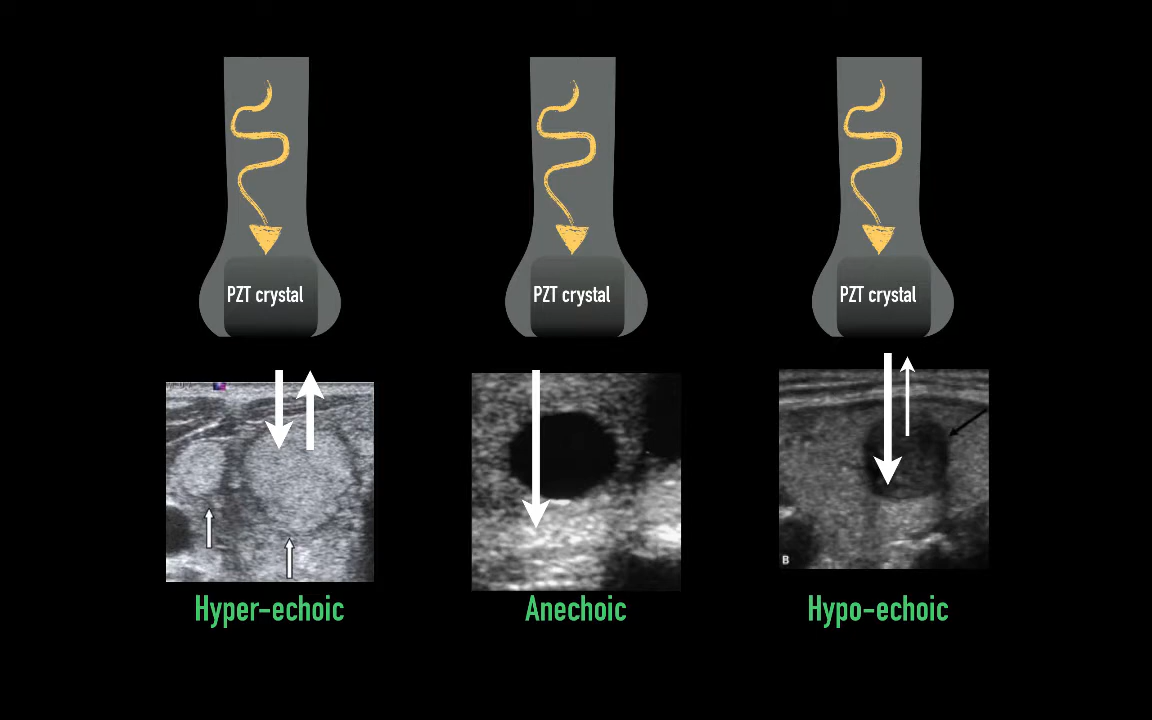 PZT crystal
PZT crystal
PZT crystal
B
Hyper-echoic
Anechoic
Hypo-echoic